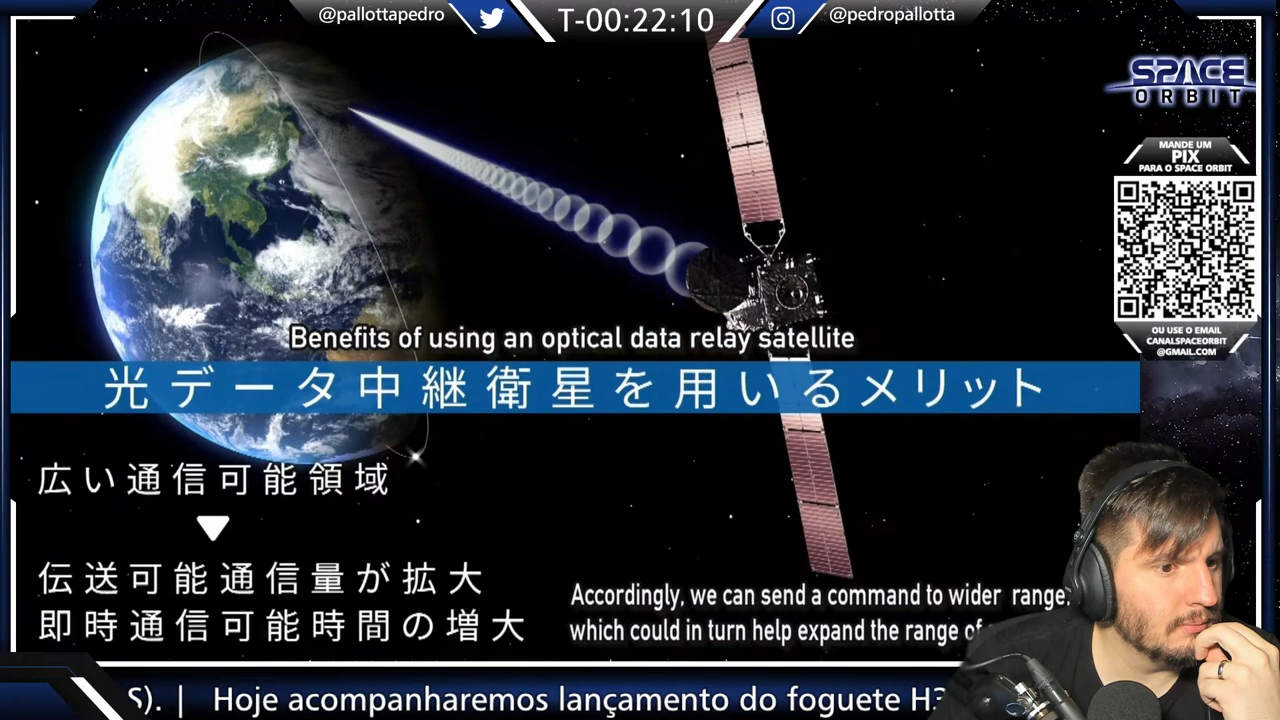 @pallottapedro
T-00:22:10
@pedropallotta
SPACE
ORBIT
MANDE UM
PIX
PARA O SPACE ORBIT
OU USE O EMAIL
CANALSPACEORBIT
@GMAIL.COM
Benefits of using an optical data relay satellite
光データ中継衛星を用いるメリット
広い通信可能領域
伝送可能通信量が拡大
即時通信可能時間の増大
Accordingly, we can send a command to wider range,
which could in turn help expand the range of
S). | Hoje acompanharemos lançamento do foguete H3